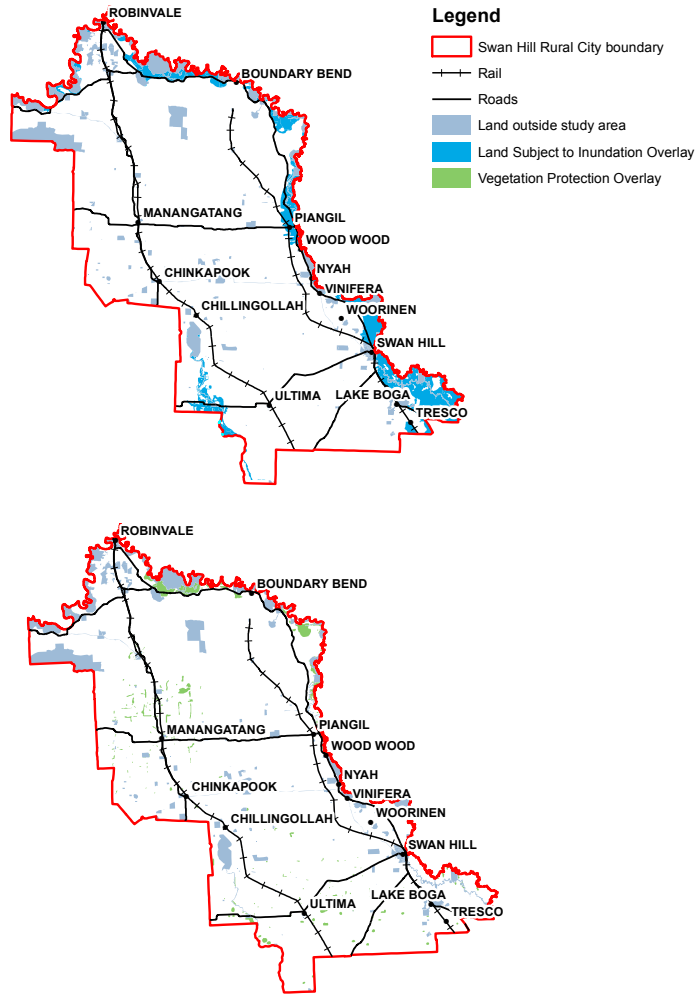 Legend
Swan Hill Rural City boundary
Rail
Roads
Land outside study area
Land Subject to Inundation Overlay
Vegetation Protection Overlay
ROBINVALE
BOUNDARY BEND
MANANGATANG
PIANGIL
WOOD WOOD
CHINKAPOOK
NYAH
VINIFERA
CHILLINGOLLAH
WOORINEN
SWAN HILL
ULTIMA
LAKE BOGA
TRESCO
ROBINVALE
BOUNDARY BEND
MANANGATANG
PIANGIL
WOOD WOOD
NYAH
CHINKAPOOK
VINIFERA
WOORINEN
CHILLINGOLLAH
SWAN HILL
LAKE BOGA
ULTIMA
TRESCO